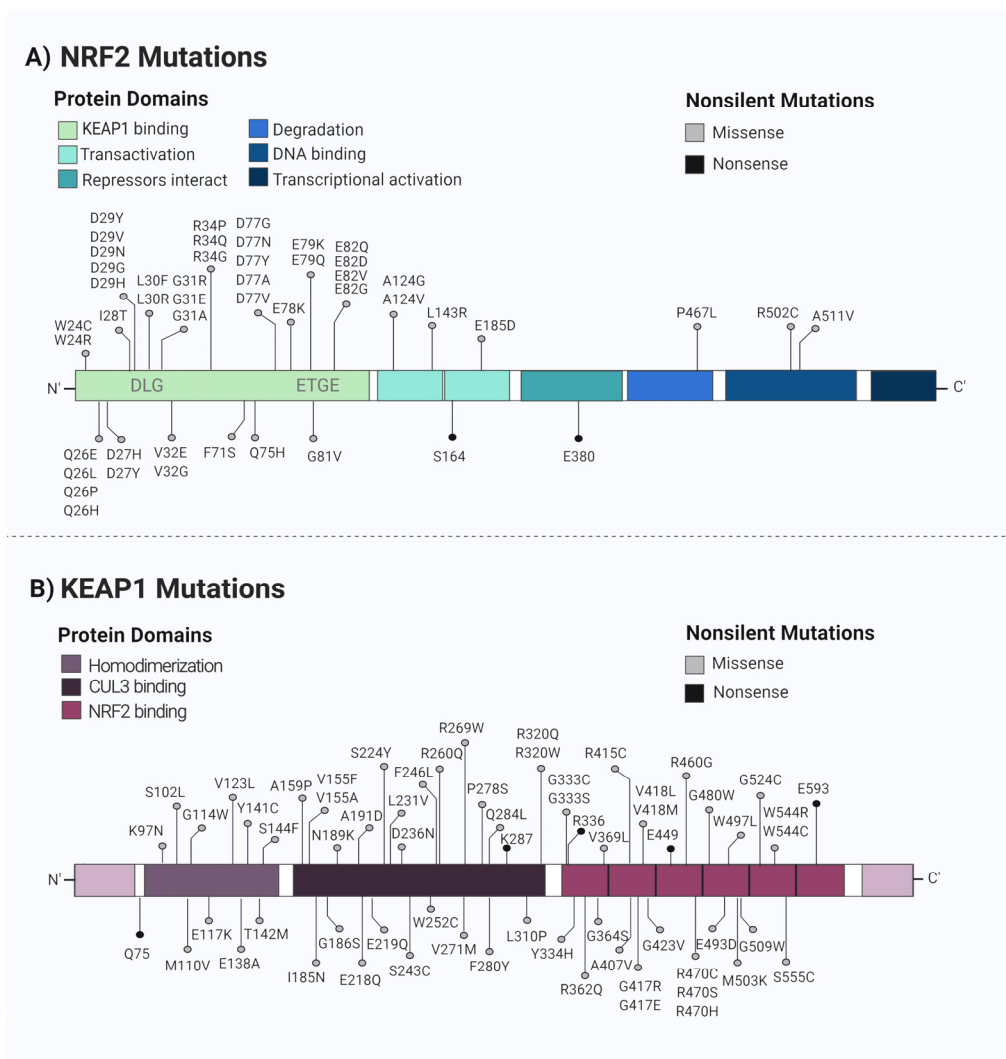 A) NRF2 Mutations
Protein Domains
KEAP1 binding
Transactivation
Repressors interact
Degradation
DNA binding
Transcriptional activation
Nonsilent Mutations
Missense
Nonsense
D29Y
D29V
D29N
D29G
D29H
I28T
W24C
W24R
L30F G31R
L30R G31E
G31A
R34P
R34Q
R34G
D77G
D77N
D77Y
D77A
D77V
E78K
E79K
E79Q
E82Q
E82D
E82V
E82G
A124G
A124V
L143R
E185D
P467L
R502C
A511V
N'
DLG
ETGE
C'
Q26E
Q26L
Q26P
Q26H
D27H
D27Y
V32E
V32G
F71S
Q75H
G81V
S164
E380
B) KEAP1 Mutations
Protein Domains
Homodimerization
CUL3 binding
NRF2 binding
Nonsilent Mutations
Missense
Nonsense
K97N
S102L
G114W
V123L
Y141C
S144F
A159P
V155F
V155A
N189K
A191D
S224Y
L231V
D236N
F246L
R260Q
R269W
P278S
Q284L
K287
R320Q
R320W
G333C
G333S
R336
V369L
R415C
V418L
V418M
E449
R460G
G480W
W497L
G524C
W544R
W544C
E593
N'
C'
Q75
M110V
E117K
E138A
T142M
I185N
G186S
E218Q
E219Q
S243C
W252C
V271M
F280Y
L310P
Y334H
R362Q
G364S
A407V
G417R
G417E
G423V
R470C
R470S
R470H
E493D
M503K
G509W
S555C